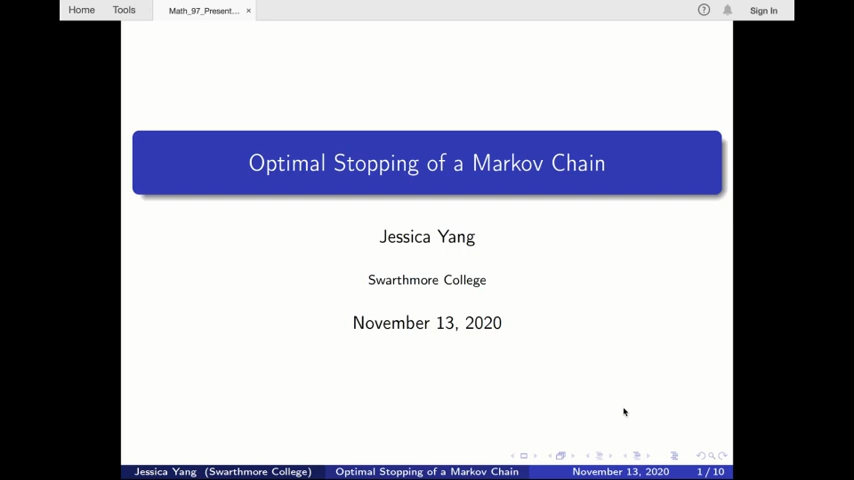 Home Tools Math_97_Present... × ? Sign In
Optimal Stopping of a Markov Chain
Jessica Yang
Swarthmore College
November 13, 2020
Jessica Yang (Swarthmore College) Optimal Stopping of a Markov Chain November 13, 2020 1 / 10